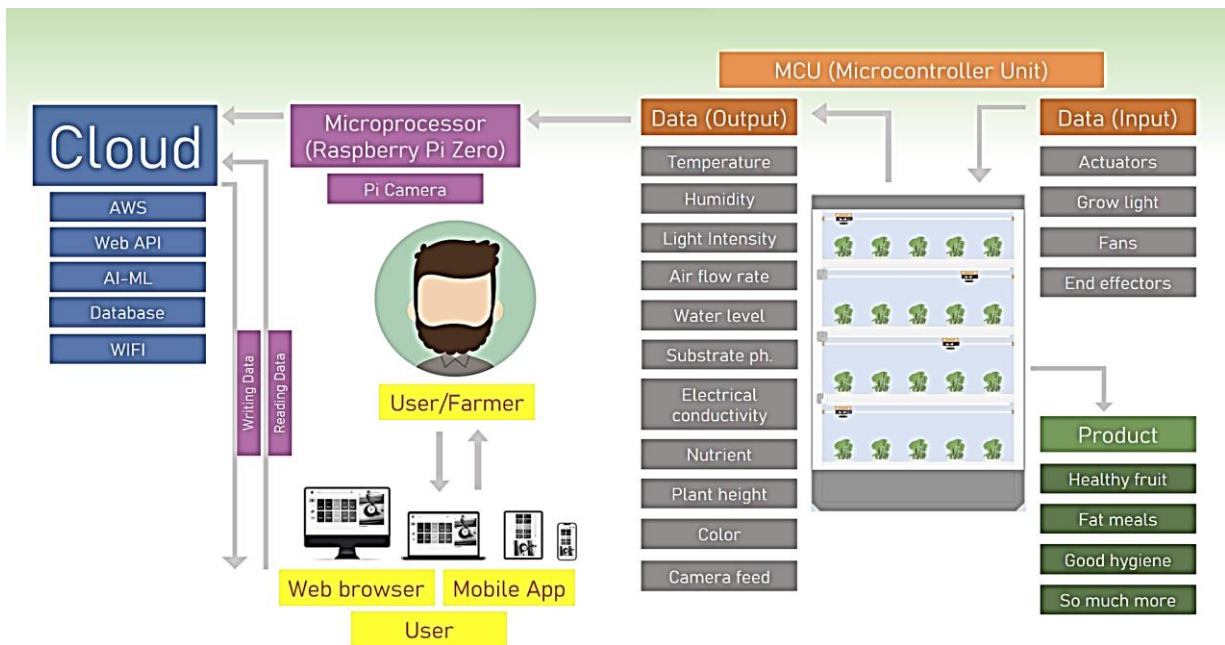 MCU (Microcontroller Unit)
Cloud
AWS
Web API
AI-ML
Database
WIFI
Writing Data
Reading Data
Microprocessor
(Raspberry Pi Zero)
Pi Camera
User/Farmer
Web browser
Mobile App
User
Data (Output)
Temperature
Humidity
Light Intensity
Air flow rate
Water level
Substrate ph.
Electrical
conductivity
Nutrient
Plant height
Color
Camera feed
Data (Input)
Actuators
Grow light
Fans
End effectors
Product
Healthy fruit
Fat meals
Good hygiene
So much more